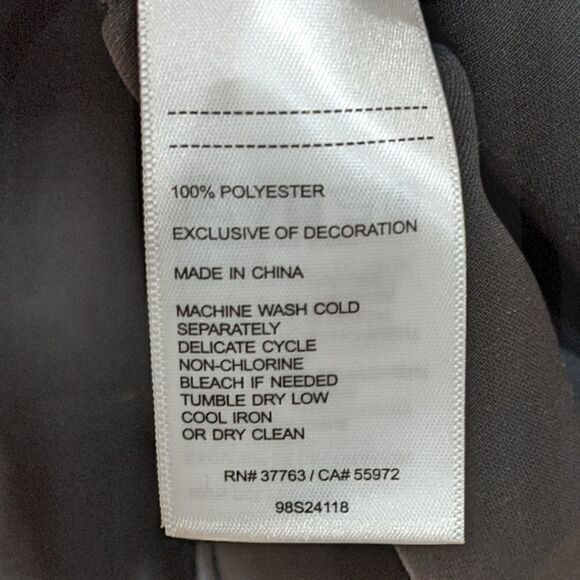 100% POLYESTER
EXCLUSIVE OF DECORATION
MADE IN CHINA
MACHINE WASH COLD
SEPARATELY
DELICATE CYCLE
NON-CHLORINE
BLEACH IF NEEDED
TUMBLE DRY LOW
COOL IRON
OR DRY CLEAN
RN# 37763 / CA# 55972
98S24118